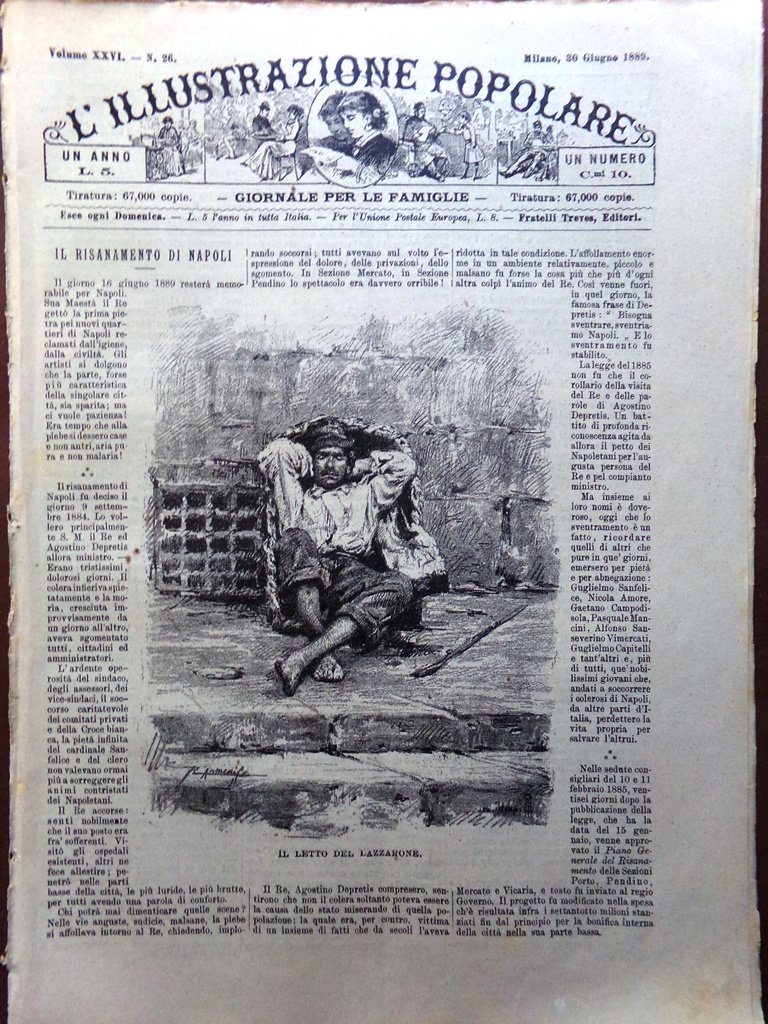 Volume XXVI. — N. 26.
Milano, 30 Giugno 1889.
L'ILLUSTRAZIONE POPOLARE
UN ANNO
L. 5.
UN NUMERO
C.mi 10.
Tiratura: 67,000 copie. — GIORNALE PER LE FAMIGLIE — Tiratura: 67,000 copie.
Esce ogni Domenica. — L. 5 l'anno in tutta Italia. — Per l'Unione Postale Europea, L. 8. — Fratelli Treves, Editori.
IL RISANAMENTO DI NAPOLI
Il giorno 16 giugno 1889 resterà memo-
rabile per Napoli.
Sua Maestà il Re
gettò la prima pie-
tra pei nuovi quar-
tieri di Napoli re-
clamati dall'igiene,
dalla civiltà. Gli
artisti si dolgono
che la parte, forse
più caratteristica
della singolare cit-
tà, sia sparita; ma
ci vuole pazienza!
Era tempo che alla
plebe si dessero case
e non antri, aria pu-
ra e non malaria!
Il risanamento di
Napoli fu deciso il
giorno 9 settem-
bre 1884. Lo vol-
lero principalmen-
te S. M. il Re ed
Agostino Depretis
allora ministro. —
Erano tristissimi,
dolorosi giorni. Il
colera infieriva spie-
tatamente e la mo-
rìa, cresciuta im-
provvisamente da
un giorno all'altro,
aveva sgomentato
tutti, cittadini ed
amministratori.
L'ardente ope-
rosità del sindaco,
degli assessori, dei
vice-sindaci, il soc-
corso caritatevole
dei comitati privati
e della Croce bian-
ca, la pietà infinita
del cardinale San-
felice e del clero
non valevano ormai
più a sorreggere gli
animi contristati
dei Napoletani.
Il Re accorse:
sentì nobilmente
che il suo posto era
fra' sofferenti. Vi-
sitò gli ospedali
esistenti, altri ne
fece allestire; pe-
netrò nelle parti
basse della città, le più luride, le più brutte,
per tutti avendo una parola di conforto.
Chi potrà mai dimenticare quelle scene?
Nelle vie anguste, sudicie, malsane, la plebe
si affollava intorno al Re, chiedendo, implo-
rando soccorsi; tutti avevano sul volto l'e-
spressione del dolore, delle privazioni, dello
sgomento. In Sezione Mercato, in Sezione
Pendino lo spettacolo era davvero orribile!
R. Armenise
IL LETTO DEL LAZZARONE.
Il Re, Agostino Depretis compresero, sen-
tirono che non il colera soltanto poteva essere
la causa dello stato miserando di quella po-
polazione; la quale era, per contro, vittima
di un insieme di fatti che da secoli l'aveva
ridotta in tale condizione. L'affollamento enor-
me in un ambiente relativamente piccolo e
malsano fu forse la cosa più che più d'ogni
altra colpì l'animo del Re. Così venne fuori,
in quel giorno, la
famosa frase di De-
pretis: " Bisogna
sventrare, sventria-
mo Napoli. „ E lo
sventramento fu
stabilito.
La legge del 1885
non fu che il co-
rollario della visita
del Re e delle pa-
role di Agostino
Depretis. Un bat-
tito di profonda ri-
conoscenza agita da
allora il petto dei
Napoletani per l'au-
gusta persona del
Re e pel compianto
ministro.
Ma insieme ai
loro nomi è dove-
roso, oggi che lo
sventramento è un
fatto, ricordare
quelli di altri che
pure in que' giorni,
emersero per pietà
e per abnegazione:
Guglielmo Sanfeli-
ce, Nicola Amore,
Gaetano Campodi-
sola, Pasquale Man-
cini, Alfonso San-
severino Vimercati,
Guglielmo Capitelli
e tant'altri e, più
di tutti, que' nobi-
lissimi giovani che,
andati a soccorrere
i colerosi di Napoli,
da altre parti d'I-
talia, perdettero la
vita propria per
salvare l'altrui.
Nelle sedute con-
sigliari del 10 e 11
febbraio 1885, ven-
tisei giorni dopo la
pubblicazione della
legge, che ha la
data del 15 gen-
naio, venne appro-
vato il Piano Ge-
nerale del Risana-
mento delle Sezioni
Porto, Pendino,
Mercato e Vicaria, e tosto fu inviato al regio
Governo. Il progetto fu modificato nella spesa
ch'è risultata infra i settantotto milioni stan-
ziati fin dal principio per la bonifica interna
della città nella sua parte bassa.